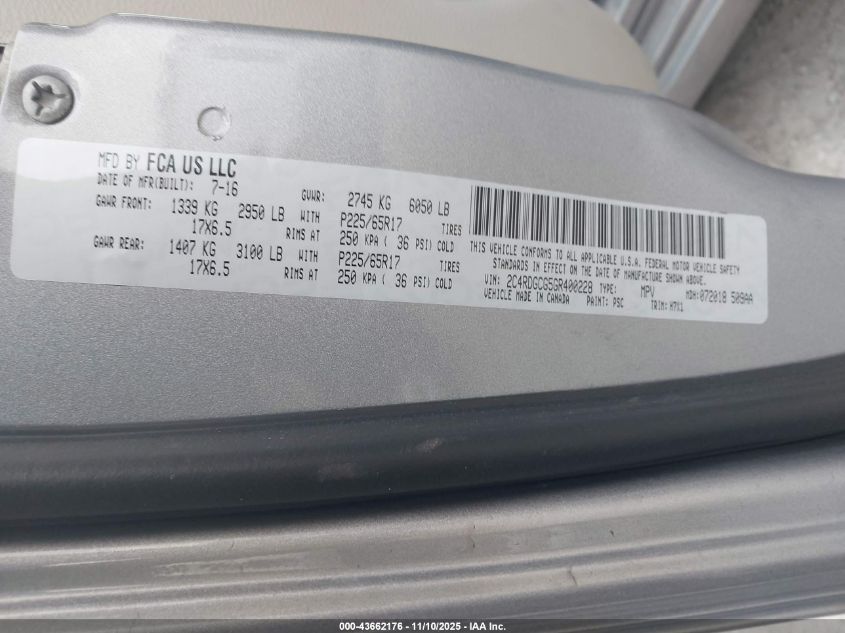 MFD BY FCA US LLC
DATE OF MFR(BUILT): 7-16 GVWR: 2745 KG 6050 LB
GAWR FRONT: 1339 KG 2950 LB WITH P225/65R17 TIRES
17X6.5 RIMS AT 250 KPA ( 36 PSI) COLD
GAWR REAR: 1407 KG 3100 LB WITH P225/65R17 TIRES
17X6.5 RIMS AT 250 KPA ( 36 PSI) COLD
THIS VEHICLE CONFORMS TO ALL APPLICABLE U.S.A. FEDERAL MOTOR VEHICLE SAFETY
STANDARDS IN EFFECT ON THE DATE OF MANUFACTURE SHOWN ABOVE.
VIN: 2C4RDGCG5GR400228 TYPE: MPV MDH:072018 509AA
VEHICLE MADE IN CANADA PAINT: PSC TRIM: H7X1
000-43662176 - 11/10/2025 - IAA Inc.